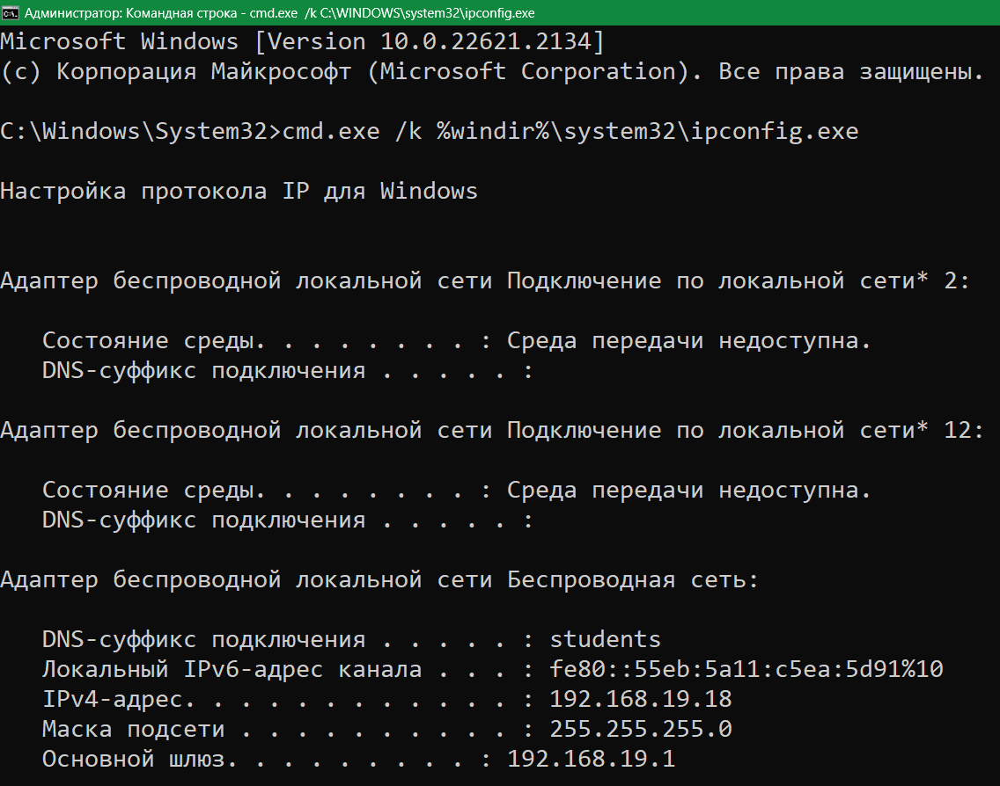 Администратор: Командная строка - cmd.exe /k C:\WINDOWS\system32\ipconfig.exe
Microsoft Windows [Version 10.0.22621.2134]
(c) Корпорация Майкрософт (Microsoft Corporation). Все права защищены.
C:\Windows\System32>cmd.exe /k %windir%\system32\ipconfig.exe
Настройка протокола IP для Windows
Адаптер беспроводной локальной сети Подключение по локальной сети* 2:
Состояние среды. . . . . . . . : Среда передачи недоступна.
DNS-суффикс подключения . . . . . :
Адаптер беспроводной локальной сети Подключение по локальной сети* 12:
Состояние среды. . . . . . . . : Среда передачи недоступна.
DNS-суффикс подключения . . . . . :
Адаптер беспроводной локальной сети Беспроводная сеть:
DNS-суффикс подключения . . . . . : students
Локальный IPv6-адрес канала . . . : fe80::55eb:5a11:c5ea:5d91%10
IPv4-адрес. . . . . . . . . . . . : 192.168.19.18
Маска подсети . . . . . . . . . . : 255.255.255.0
Основной шлюз. . . . . . . . . : 192.168.19.1